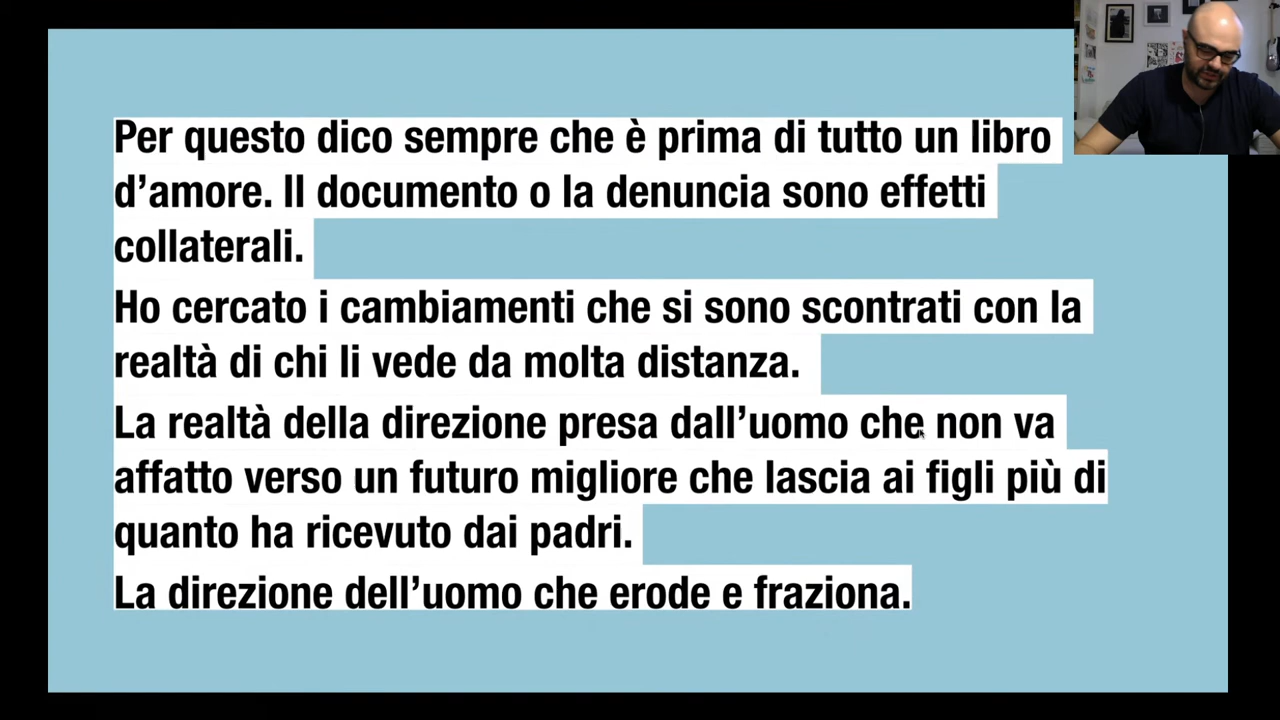 Per questo dico sempre che è prima di tutto un libro
d’amore. Il documento o la denuncia sono effetti
collaterali.
Ho cercato i cambiamenti che si sono scontrati con la
realtà di chi li vede da molta distanza.
La realtà della direzione presa dall’uomo che non va
affatto verso un futuro migliore che lascia ai figli più di
quanto ha ricevuto dai padri.
La direzione dell’uomo che erode e fraziona.